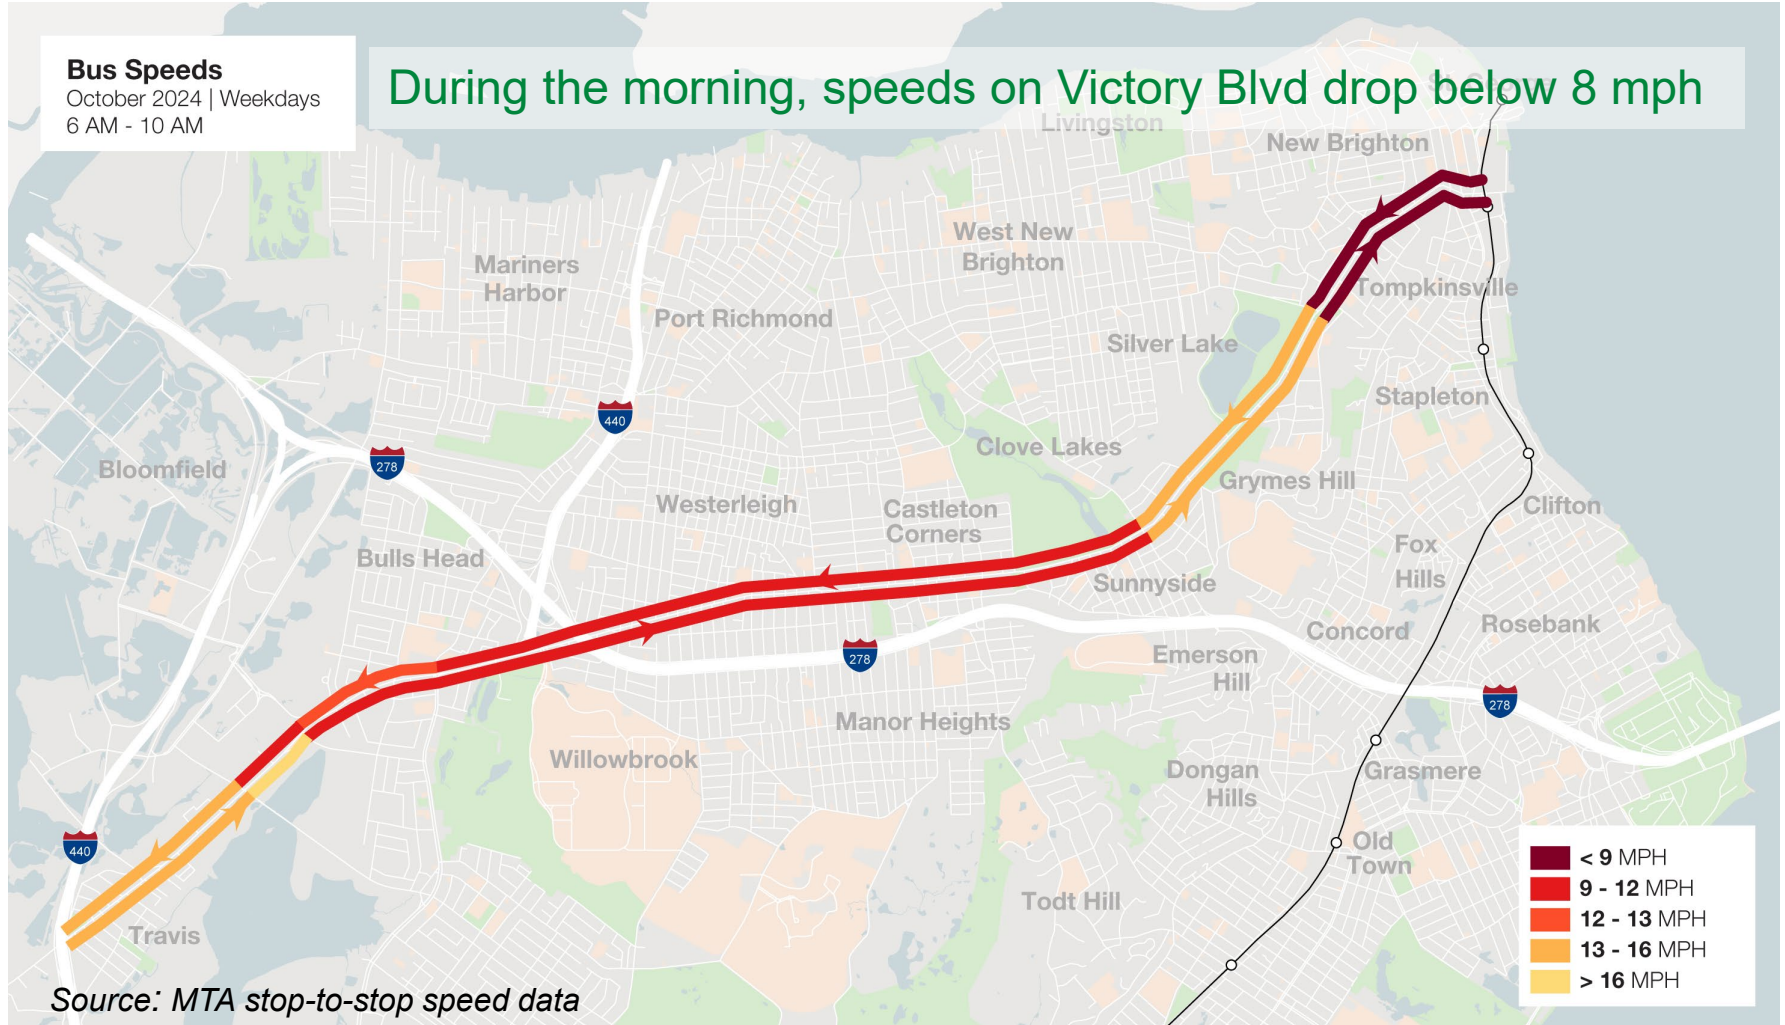 Bus Speeds
October 2024 | Weekdays
6 AM - 10 AM
During the morning, speeds on Victory Blvd drop below 8 mph
St. George
Livingston
New Brighton
West New
Brighton
Mariners
Harbor
Tompkinsville
Port Richmond
Silver Lake
Stapleton
440
Clove Lakes
278
Bloomfield
Grymes Hill
Westerleigh
Castleton
Corners
Clifton
Bulls Head
Fox
Hills
Sunnyside
Rosebank
Concord
278
Emerson
Hill
278
Manor Heights
Willowbrook
Dongan
Hills
Grasmere
440
Old
Town
Todt Hill
Travis
< 9 MPH
9 - 12 MPH
12 - 13 MPH
13 - 16 MPH
> 16 MPH
Source: MTA stop-to-stop speed data